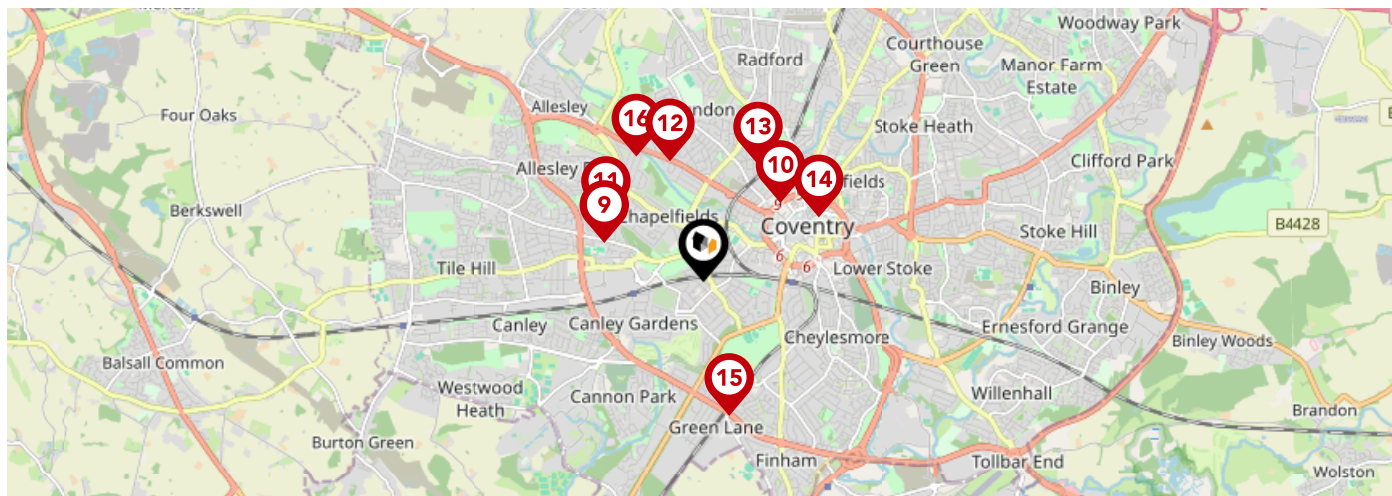 Woodway Park
Courthouse
Green
Radford
Manor Farm
Estate
Allesley
Four Oaks
16
12
13
Stoke Heath
Clifford Park
Allesley
10
11
14
fields
9
Berkswell
Chapelfields
Coventry
9
B4428
Stoke Hill
6
6
Tile Hill
Lower Stoke
Binley
Canley
Canley Gardens
Cheylesmore
Ernesford Grange
Binley Woods
Balsall Common
15
Westwood
Heath
Cannon Park
Willenhall
Brandon
Green Lane
Burton Green
Finham
Tollbar End
Wolston